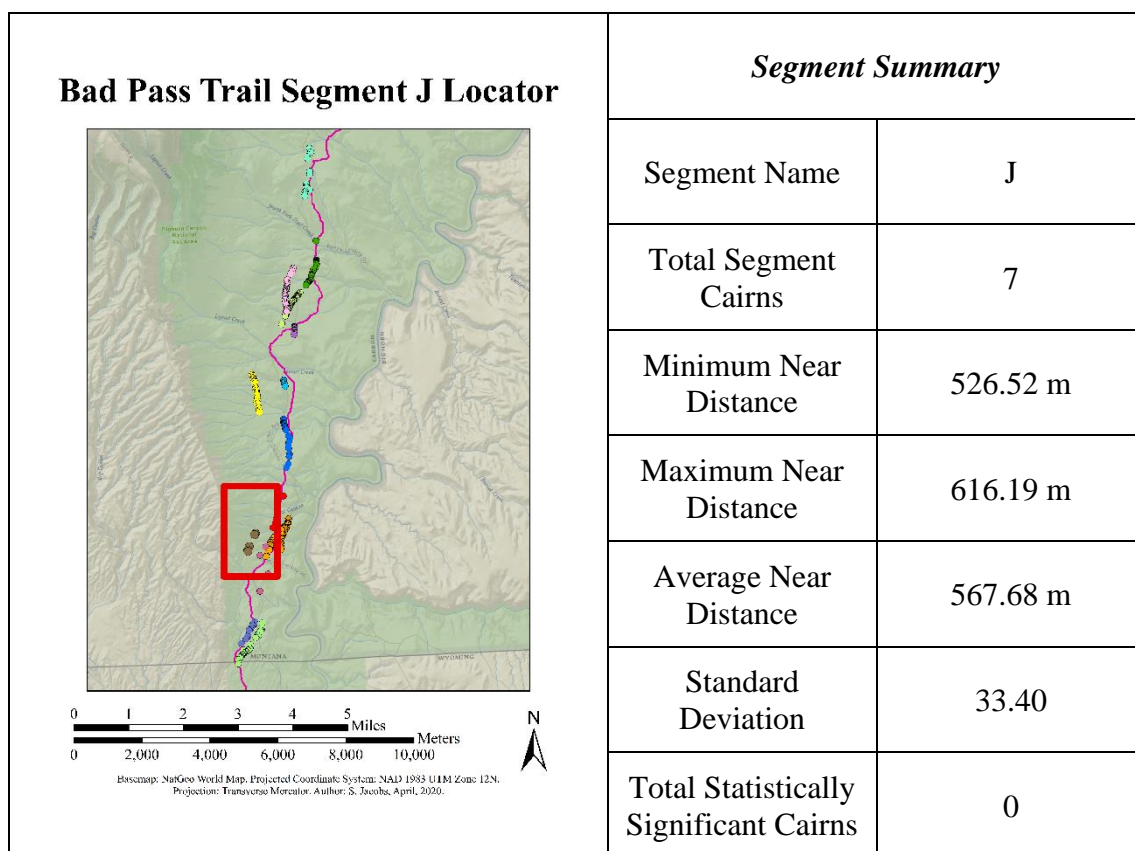 Bad Pass Trail Segment J Locator
MONTANA
WYOMING
0 1 2 3 4 5
Miles
Meters
0 2,000 4,000 6,000 8,000 10,000
N
Basemap: NatGeo World Map. Projected Coordinate System: NAD 1983 UTM Zone 12N.
Projection: Transverse Mercator. Author: S. Jacobs, April, 2020.
Segment Summary
Segment Name
J
Total Segment
Cairns
7
Minimum Near
Distance
526.52 m
Maximum Near
Distance
616.19 m
Average Near
Distance
567.68 m
Standard
Deviation
33.40
Total Statistically
Significant Cairns
0